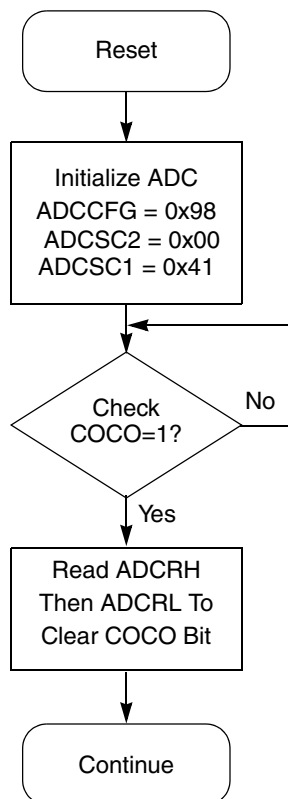 Reset
Initialize ADC
ADCCFG = 0x98
ADCSC2 = 0x00
ADCSC1 = 0x41
Check
COCO=1?
No
Yes
Read ADCRH
Then ADCRL To
Clear COCO Bit
Continue